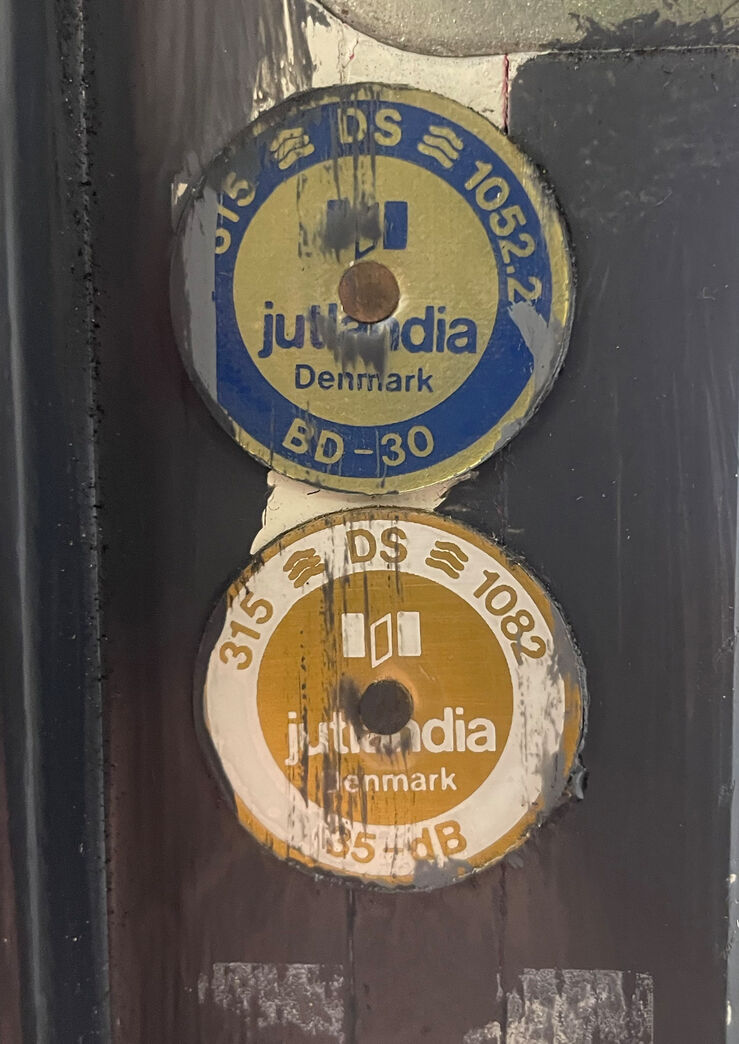 315 DS 1052.2
jutlandia
Denmark
BD-30
315 DS 1082
jutlandia
Denmark
35-dB